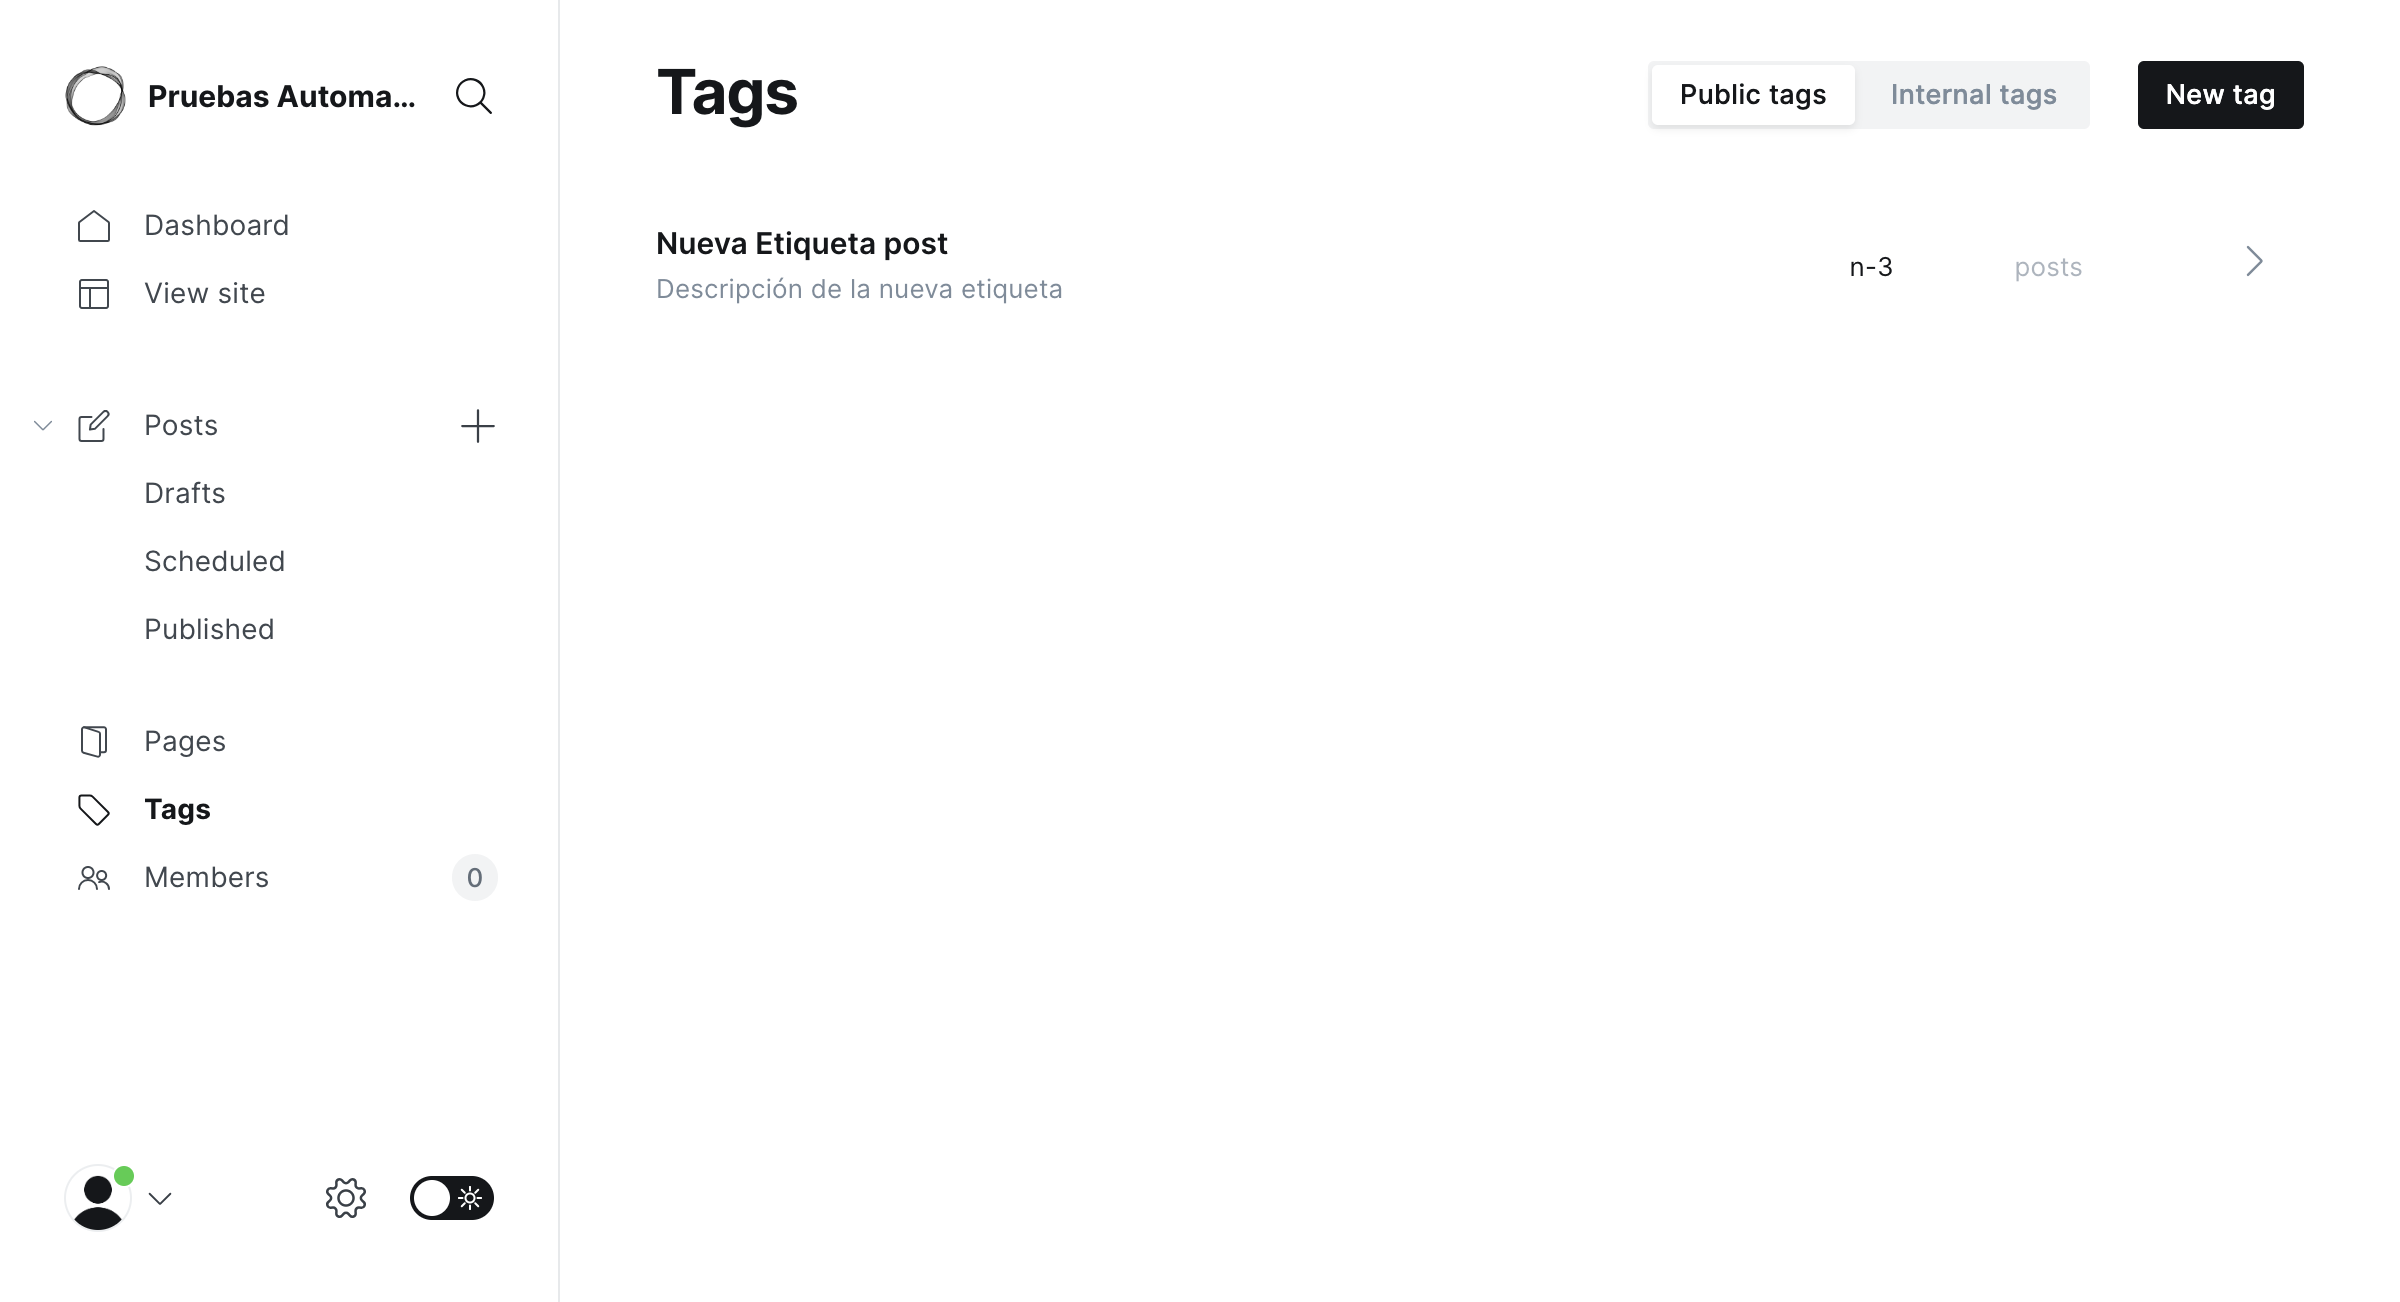 Pruebas Automa...
Dashboard
View site
Posts
Drafts
Scheduled
Published
Pages
Tags
Members
0
Tags
Public tags
Internal tags
New tag
Nueva Etiqueta post
Descripción de la nueva etiqueta
n-3
posts